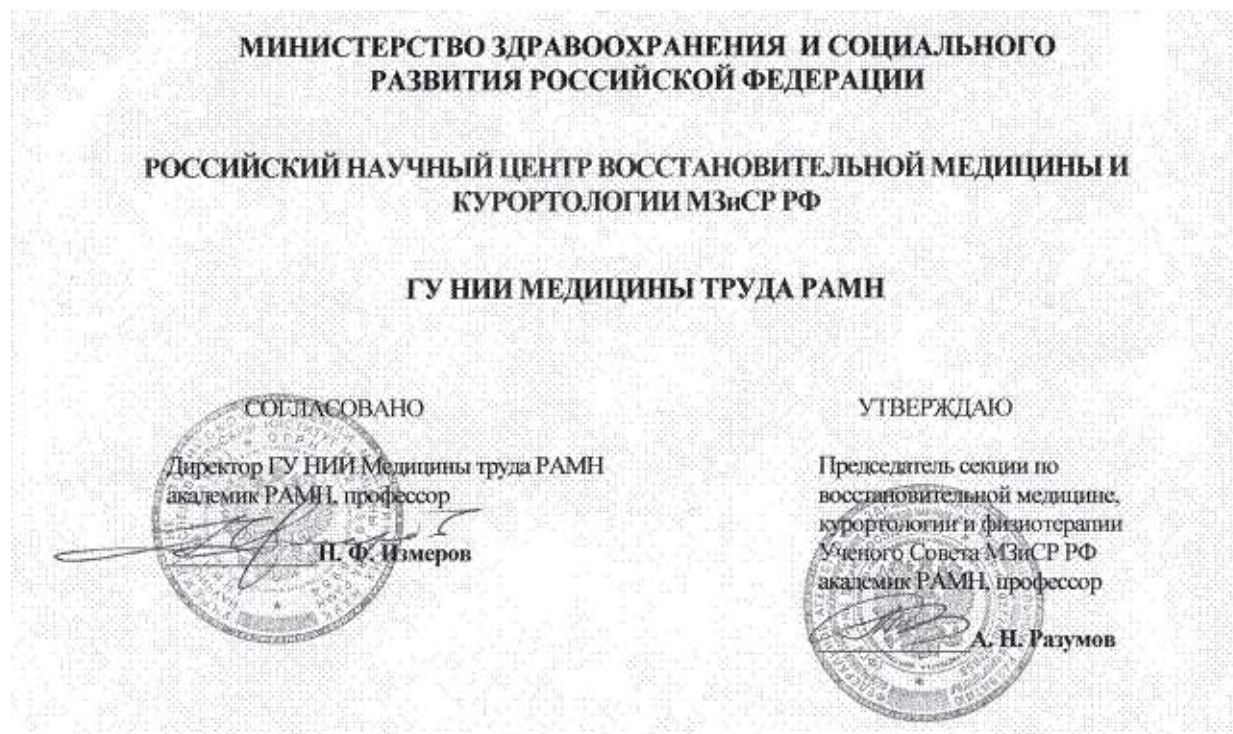 МИНИСТЕРСТВО ЗДРАВООХРАНЕНИЯ И СОЦИАЛЬНОГО
РАЗВИТИЯ РОССИЙСКОЙ ФЕДЕРАЦИИ
РОССИЙСКИЙ НАУЧНЫЙ ЦЕНТР ВОССТАНОВИТЕЛЬНОЙ МЕДИЦИНЫ И
КУРОРТОЛОГИИ МЗиСР РФ
ГУ НИИ МЕДИЦИНЫ ТРУДА РАМН
СОГЛАСОВАНО
Директор ГУ НИИ Медицины труда РАМН
академик РАМН, профессор
Н. Ф. Измеров
УТВЕРЖДАЮ
Председатель секции по
восстановительной медицине,
курортологии и физиотерапии
Ученого Совета МЗиСР РФ
академик РАМН, профессор
А. Н. Разумов